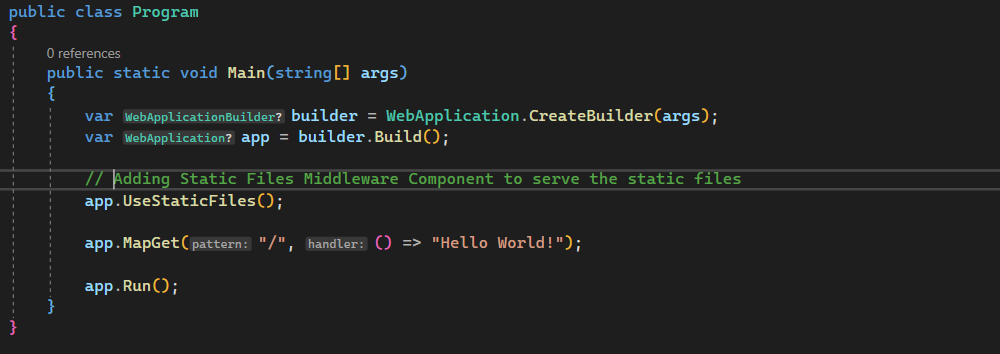 public class Program
{
0 references
public static void Main(string[] args)
{
var WebApplicationBuilder? builder = WebApplication.CreateBuilder(args);
var WebApplication? app = builder.Build();
// Adding Static Files Middleware Component to serve the static files
app.UseStaticFiles();
app.MapGet(pattern: "/", handler: () => "Hello World!");
app.Run();
}
}